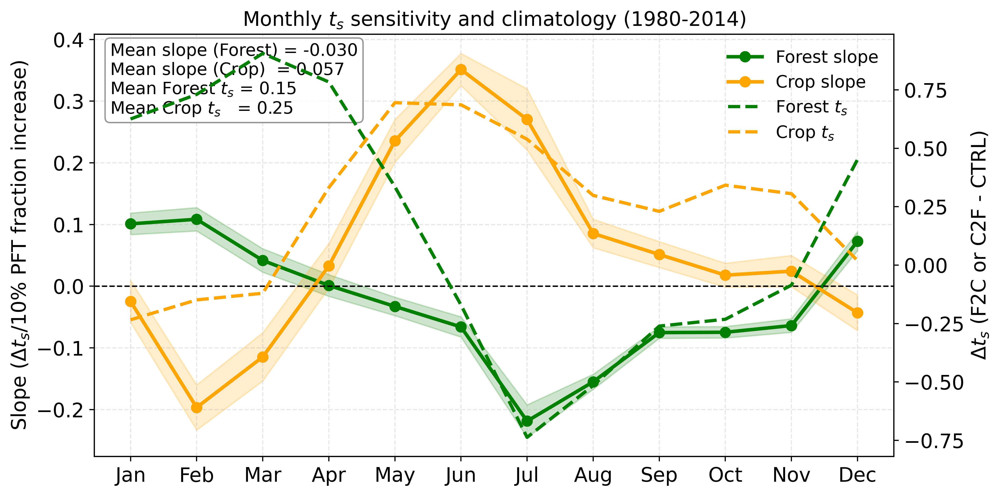 Monthly t_s sensitivity and climatology (1980-2014)
Slope (Δt_s/10% PFT fraction increase)
0.4
0.3
0.2
0.1
0.0
−0.1
−0.2
Mean slope (Forest) = -0.030
Mean slope (Crop) = 0.057
Mean Forest t_s = 0.15
Mean Crop t_s = 0.25
Forest slope
Crop slope
Forest t_s
Crop t_s
0.75
0.50
0.25
0.00
−0.25
−0.50
−0.75
Δt_s (F2C or C2F - CTRL)
Jan Feb Mar Apr May Jun Jul Aug Sep Oct Nov Dec